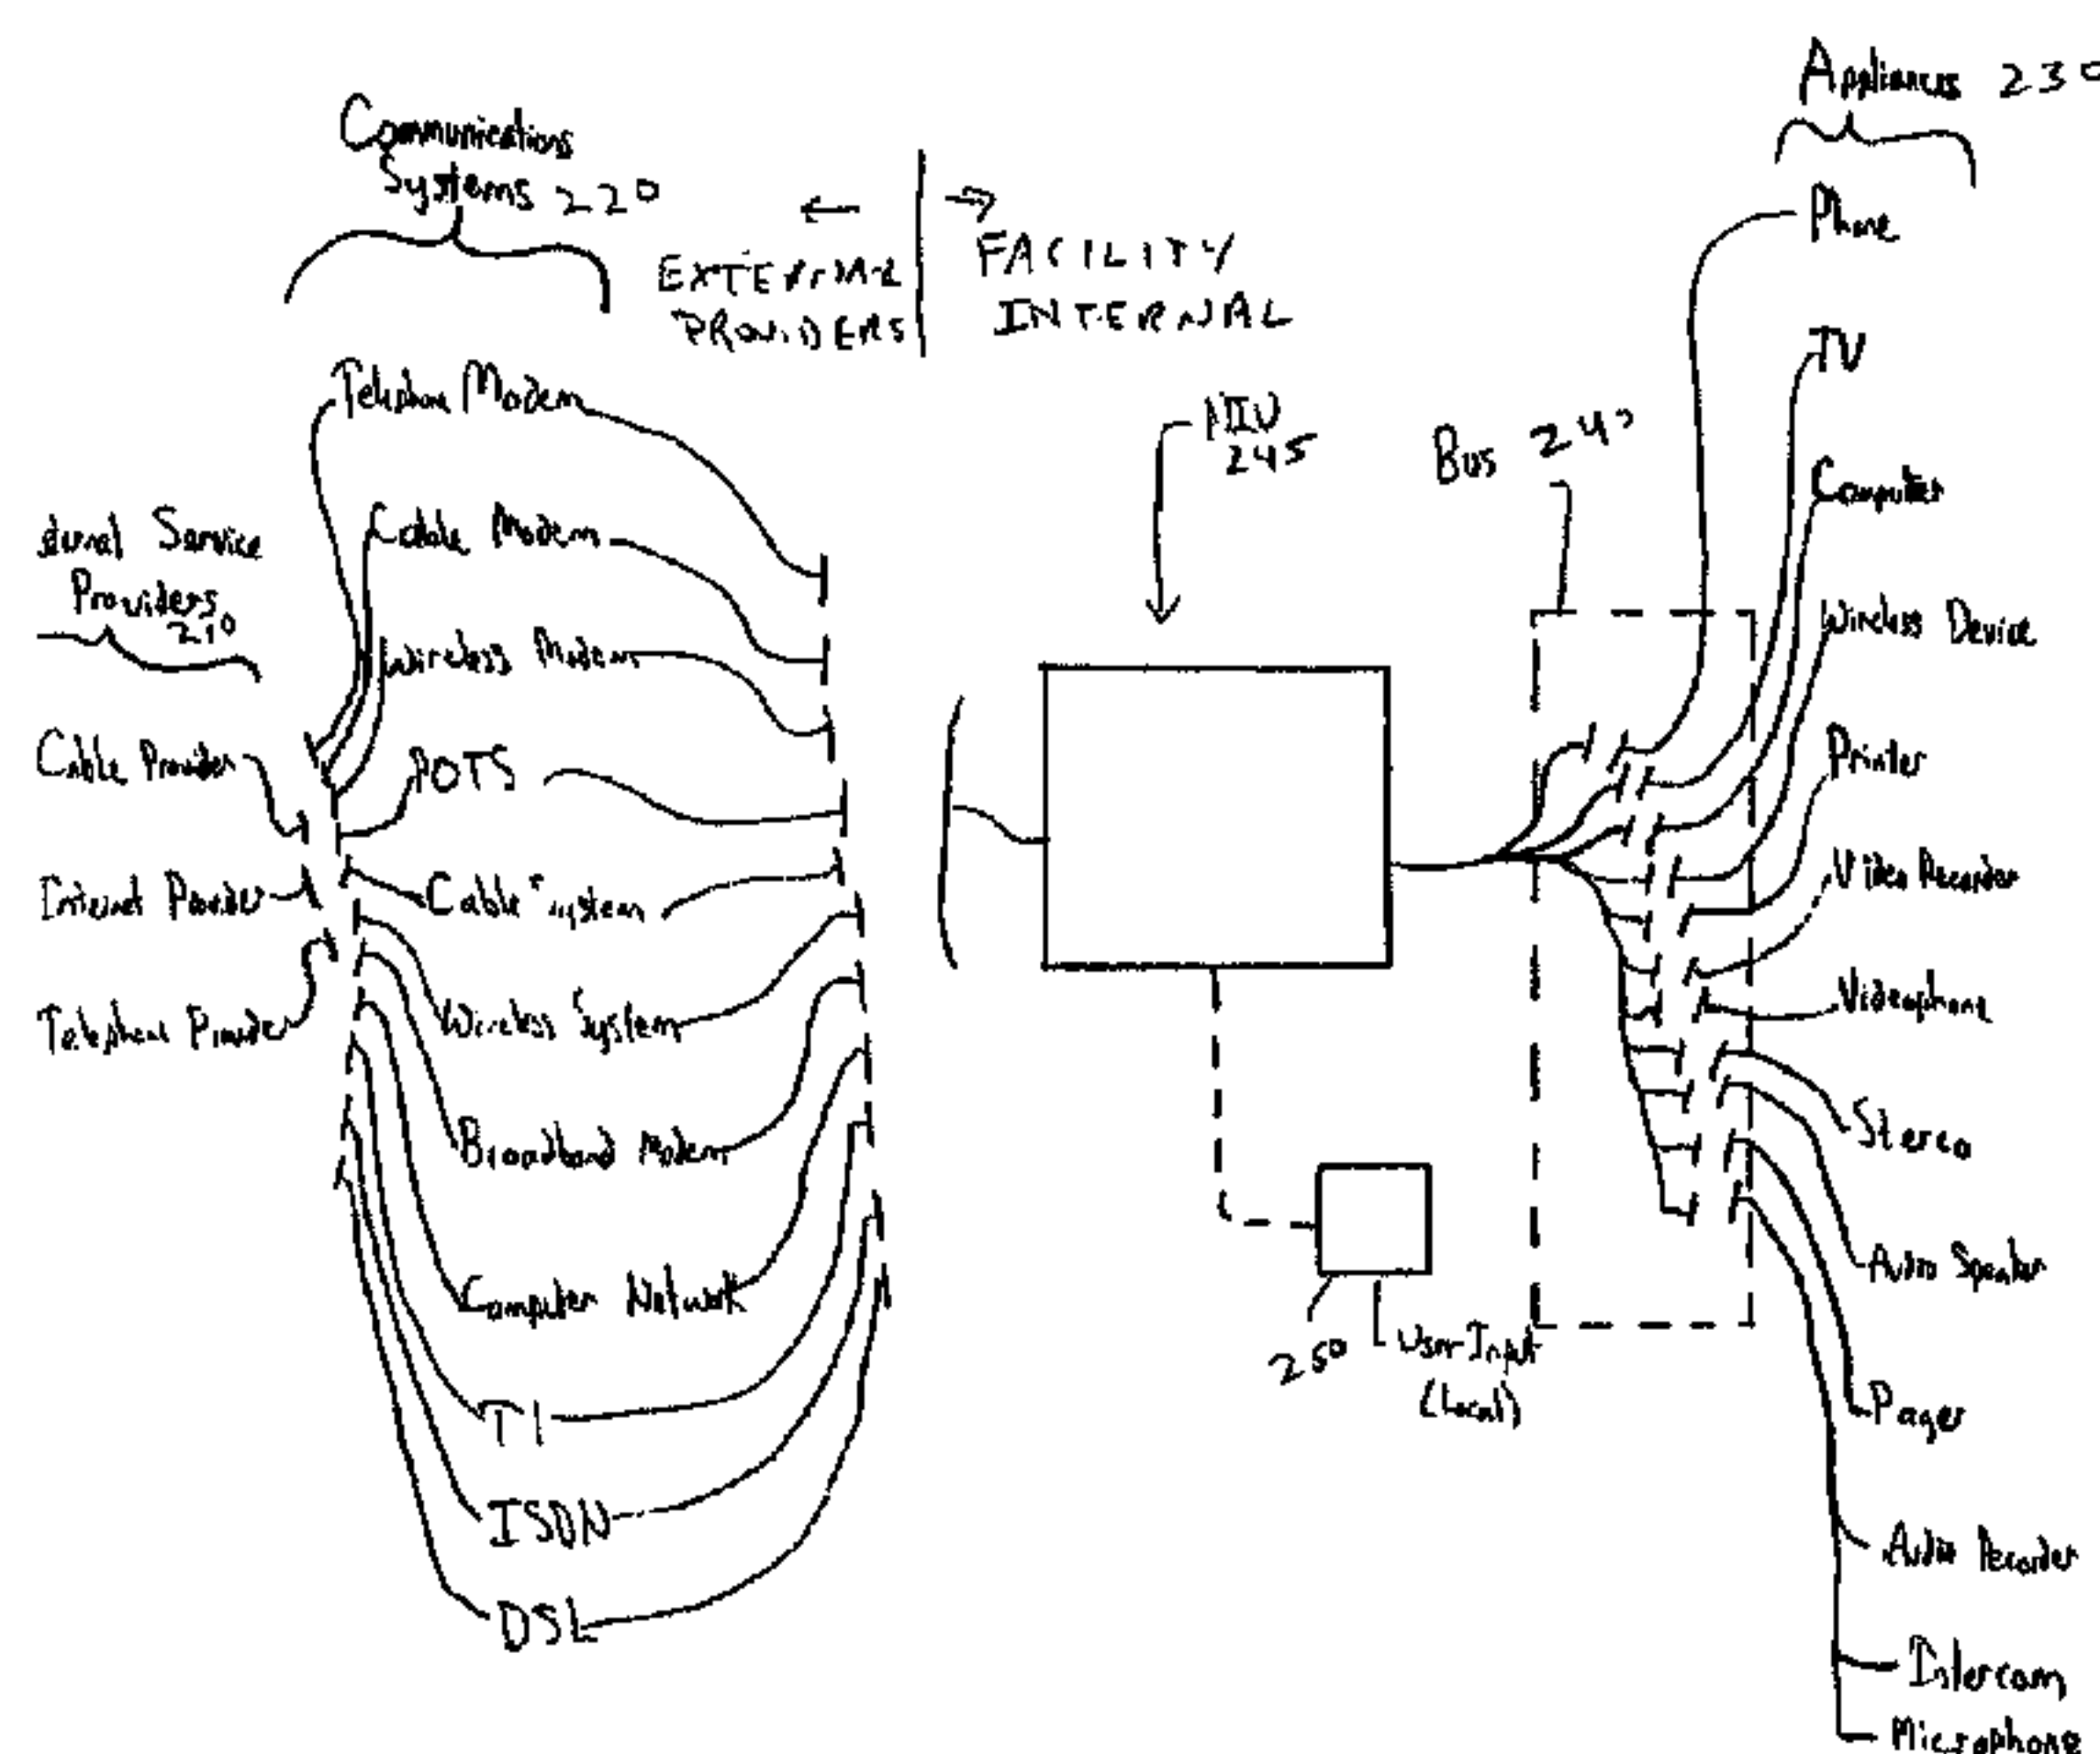 Appliances 230
Communications
Systems 220
EXTERNAL
PROVIDERS
FACILITY
INTERNAL
Phone
TV
Computer
Wireless Device
Printer
Video Recorder
Videophone
Stereo
Audio Speaker
Pager
Audio Recorder
Intercom
Microphone
Telephone Modem
Cable Modem
Wireless Modem
POTS
Cable System
Wireless System
Broadband Modem
Computer Network
T1
ISDN
DSL
Service
Providers
210
Cable Provider
Internet Provider
Telephone Provider
245
Bus 240
250
User Input
(Local)